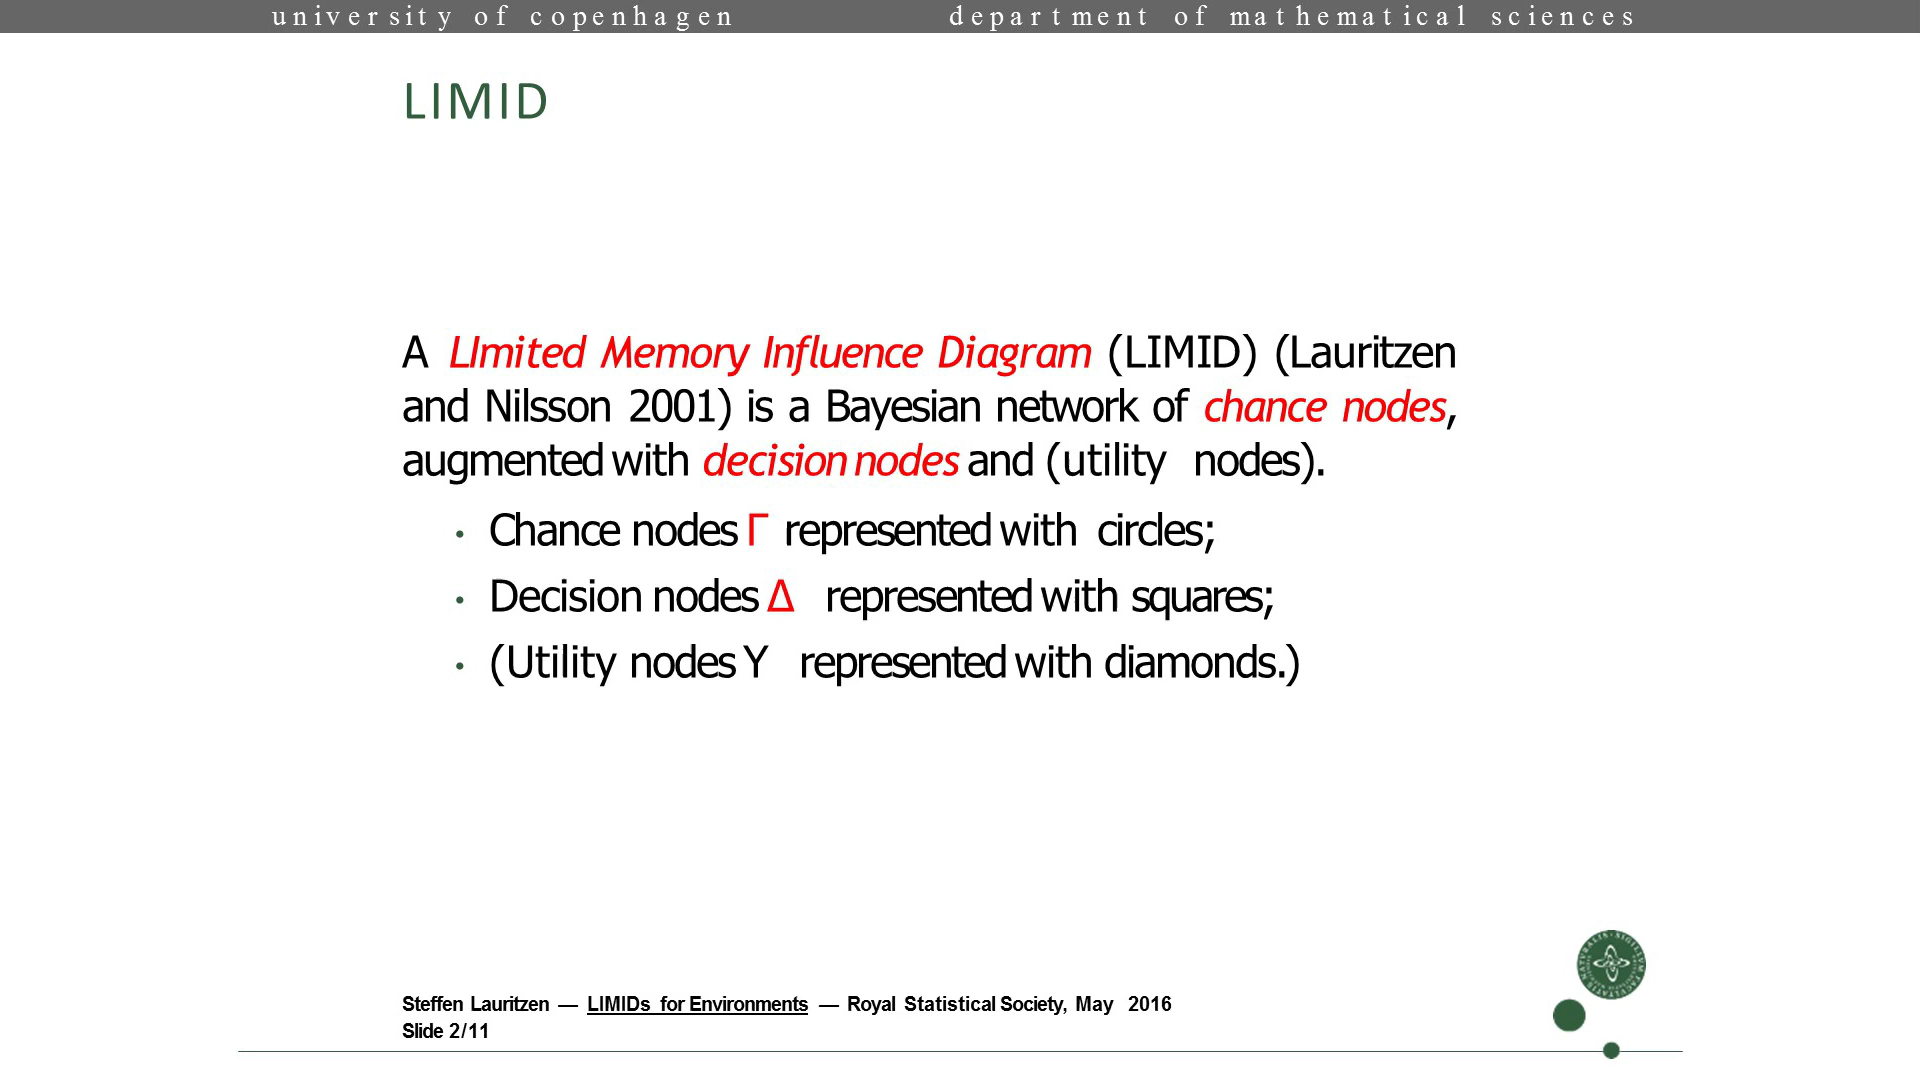 university of copenhagen department of mathematical sciences
LIMID
A LImited Memory Influence Diagram (LIMID) (Lauritzen
and Nilsson 2001) is a Bayesian network of chance nodes,
augmented with decision nodes and (utility nodes).
• Chance nodes Γ represented with circles;
• Decision nodes Δ represented with squares;
• (Utility nodes Υ represented with diamonds.)
Steffen Lauritzen — LIMIDs for Environments — Royal Statistical Society, May 2016
Slide 2/11